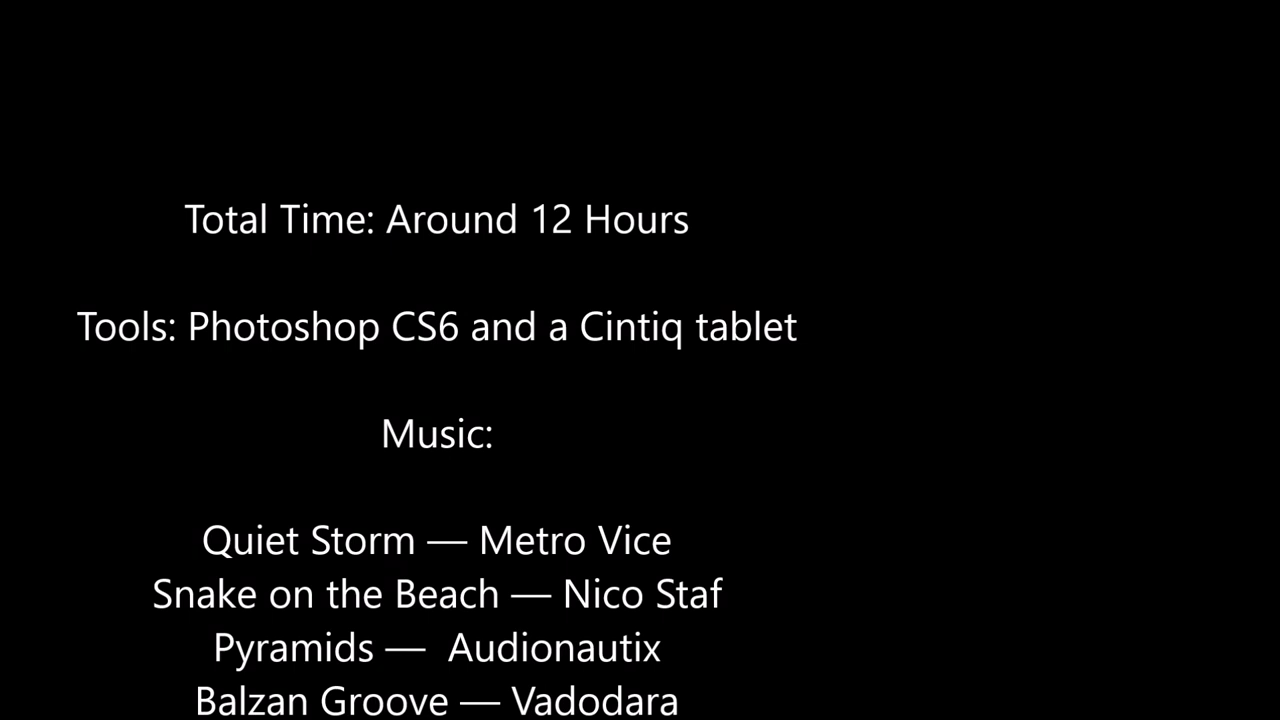 Total Time: Around 12 Hours
Tools: Photoshop CS6 and a Cintiq tablet
Music:
Quiet Storm — Metro Vice
Snake on the Beach — Nico Staf
Pyramids —  Audionautix
Balzan Groove — Vadodara